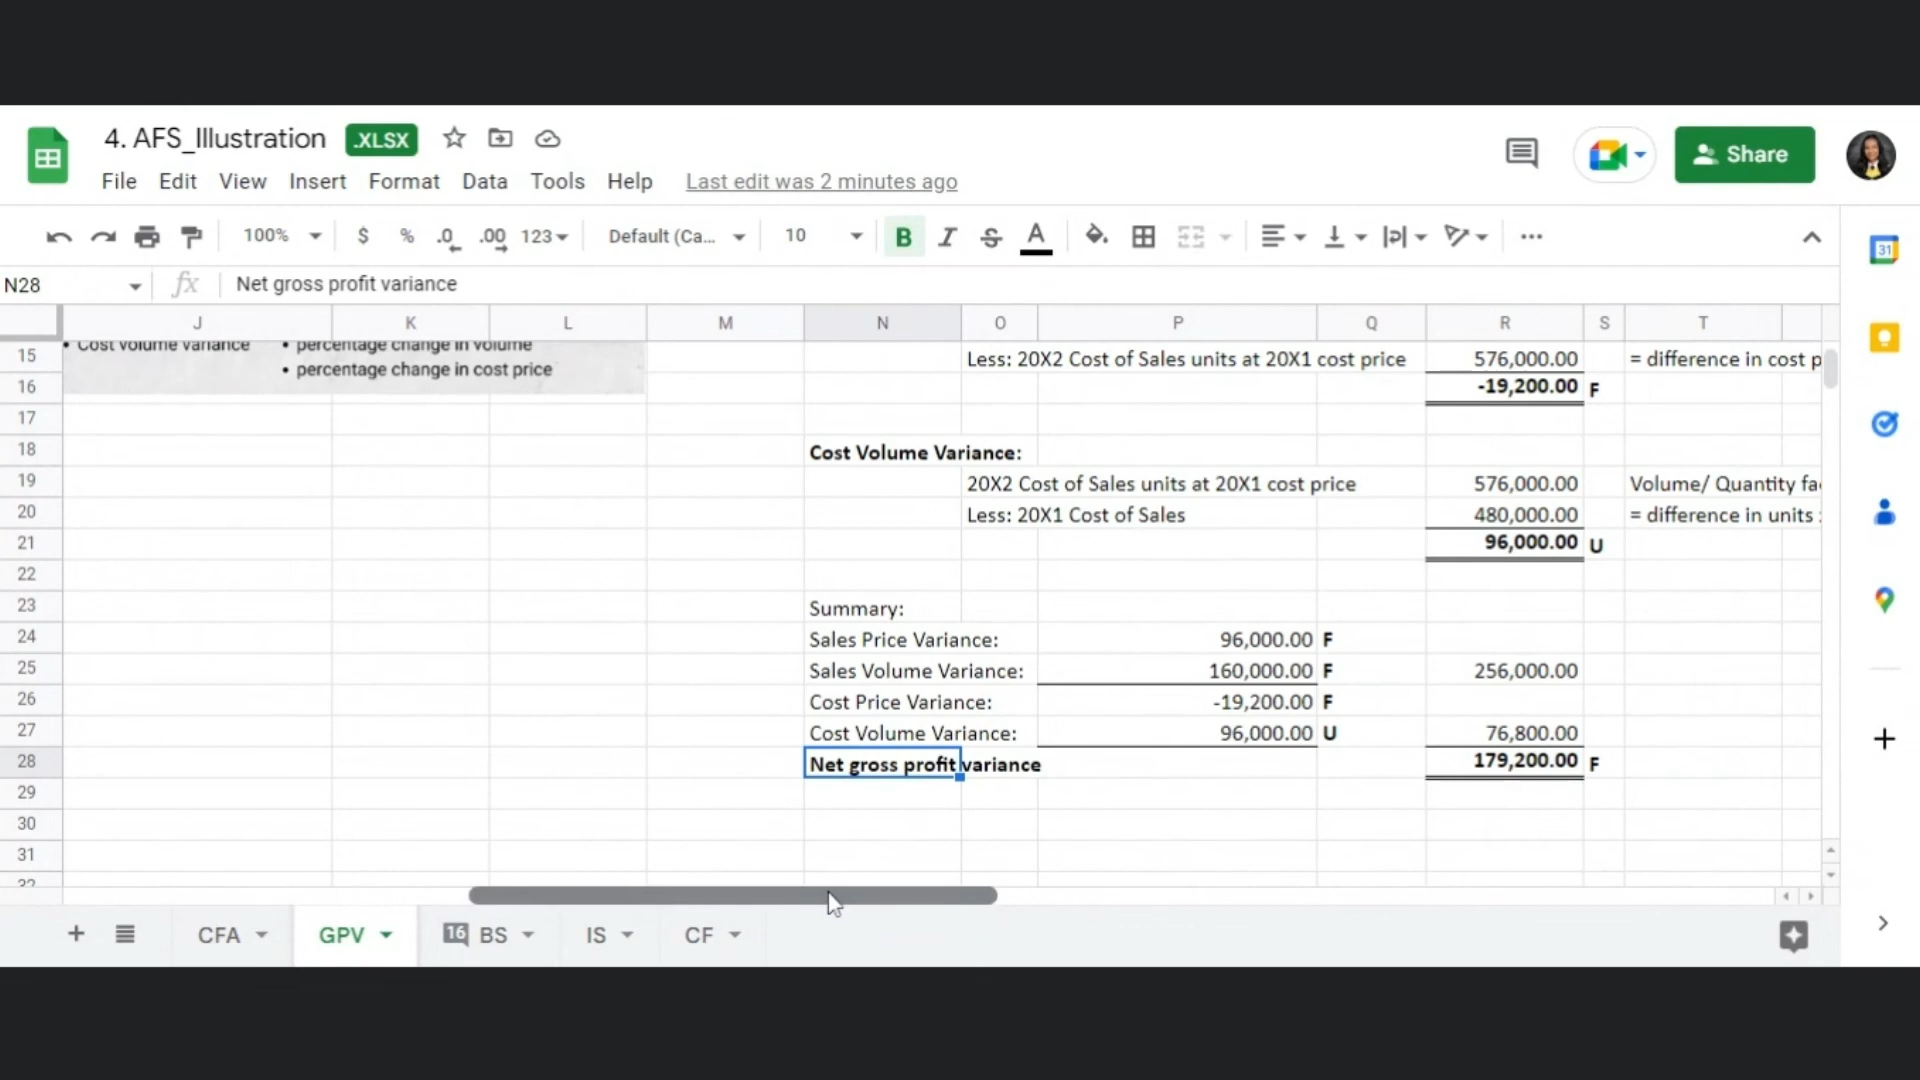 4. AFS_Illustration .XLSX
Share
File Edit View Insert Format Data Tools Help Last edit was 2 minutes ago
100% $ % .0 .00 123 Default (Ca... 10 B I S A
31
N28 fx Net gross profit variance
J K L M N O P Q R S T
15 • Cost volume variance • percentage change in volume Less: 20X2 Cost of Sales units at 20X1 cost price 576,000.00 = difference in cost p
16 • percentage change in cost price -19,200.00 F
17
18 Cost Volume Variance:
19 20X2 Cost of Sales units at 20X1 cost price 576,000.00 Volume/ Quantity fa
20 Less: 20X1 Cost of Sales 480,000.00 = difference in units
21 96,000.00 U
22
23 Summary:
24 Sales Price Variance: 96,000.00 F
25 Sales Volume Variance: 160,000.00 F 256,000.00
26 Cost Price Variance: -19,200.00 F
27 Cost Volume Variance: 96,000.00 U 76,800.00
28 Net gross profit variance 179,200.00 F
29
30
31
32
CFA GPV 16 BS IS CF